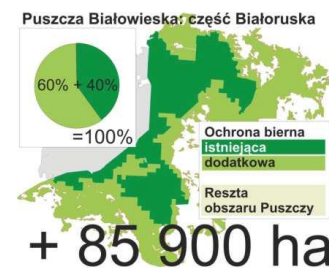 Puszcza Białowieska: część Białoruska
60% + 40%
=100%
Ochrona bierna
istniejąca
dodatkowa
Reszta
obszaru Puszczy
+ 85 900 ha